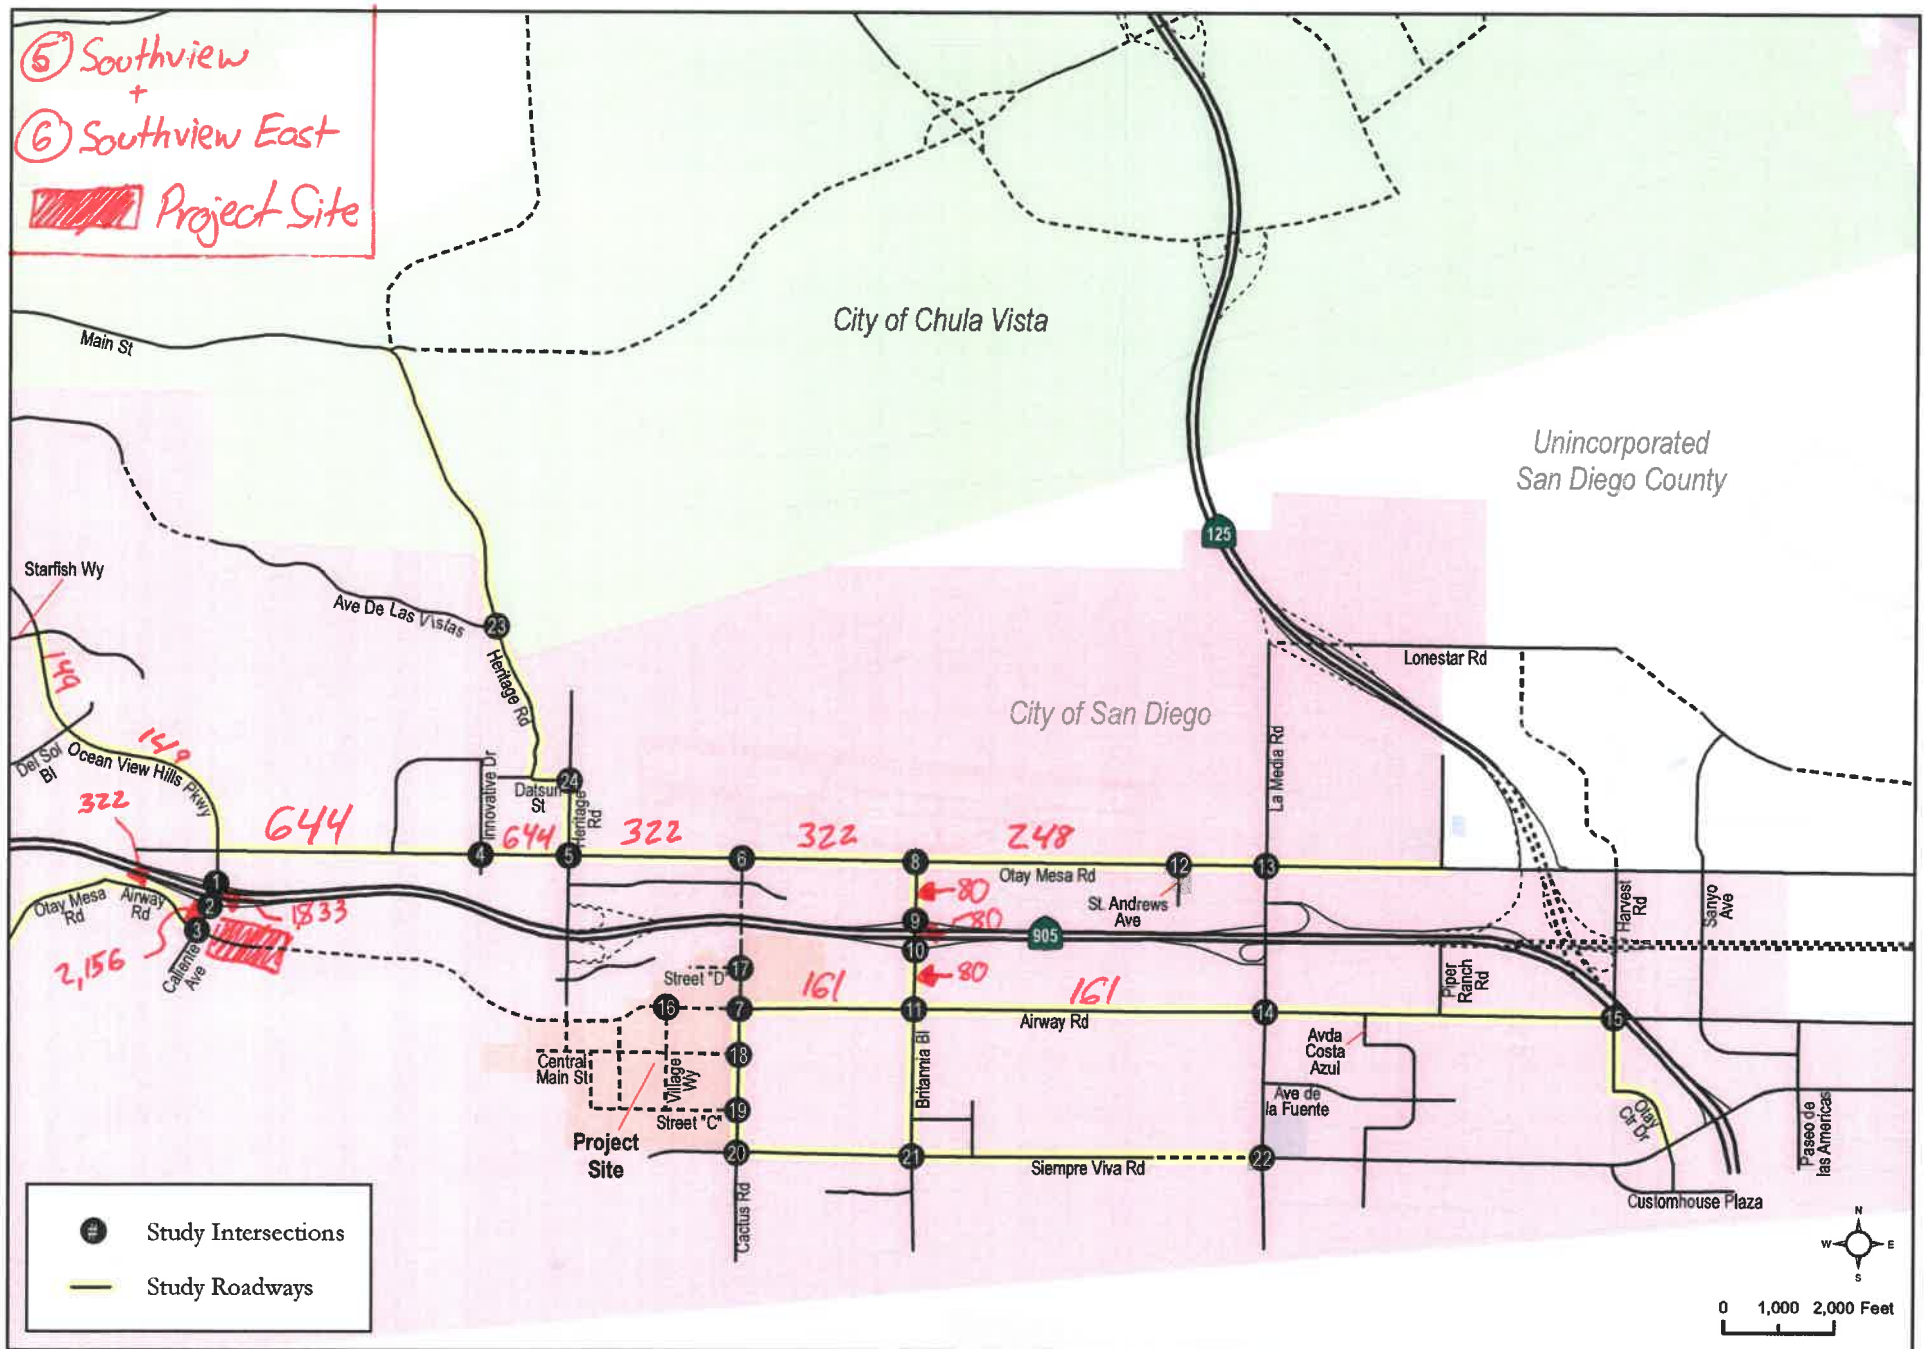 5 Southview
+
6 Southview East
Project Site
City of Chula Vista
Main St
Unincorporated
San Diego County
125
Starfish Wy
Ave De Las Vistas
23
Heritage Rd
Lonestar Rd
City of San Diego
149
Del Sol
Bl
Ocean View Hills Pkwy
149
322
644
Innovative Dr
Datsun
St
24
Heritage
Rd
644
322
322
248
La Media Rd
4
5
6
8
12
13
Otay Mesa Rd
St. Andrews
Ave
80
80
80
9
10
905
1
2
3
1833
2,156
Otay Mesa
Rd
Airway
Rd
Caliente
Ave
Harvest
Rd
Sanyo
Ave
Piper
Ranch
Rd
17
Street "D"
161
161
16
7
11
14
15
Airway Rd
Central
Main St
Village
Wy
18
19
Street "C"
20
21
22
Britannia Bl
Siempre Viva Rd
Cactus Rd
Project
Site
Avda
Costa
Azul
Ave de
la Fuente
Otay
Ctr Dr
Paseo de
las Americas
Customhouse Plaza
# Study Intersections
Study Roadways
N
W E
S
0 1,000 2,000 Feet